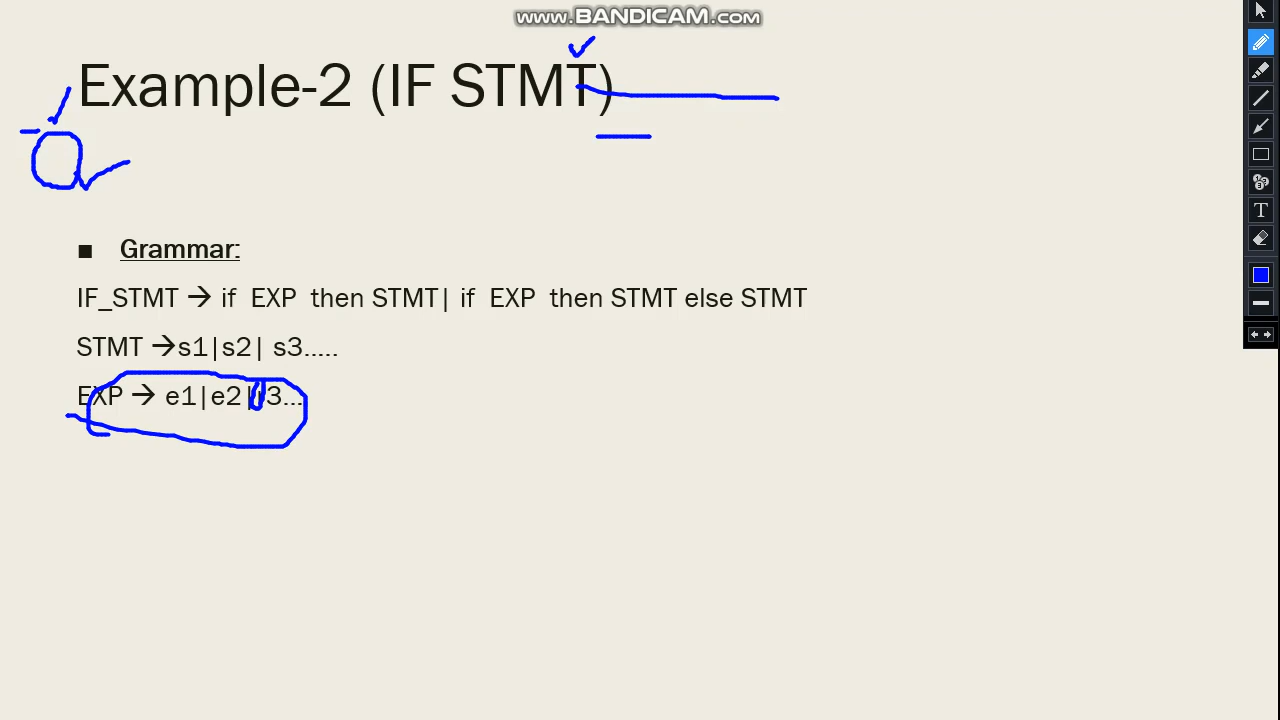 www.BANDICAM.com
Example-2 (IF STMT)
■ Grammar:
IF_STMT → if EXP then STMT| if EXP then STMT else STMT
STMT →s1|s2| s3.....
EXP → e1|e2| 3...